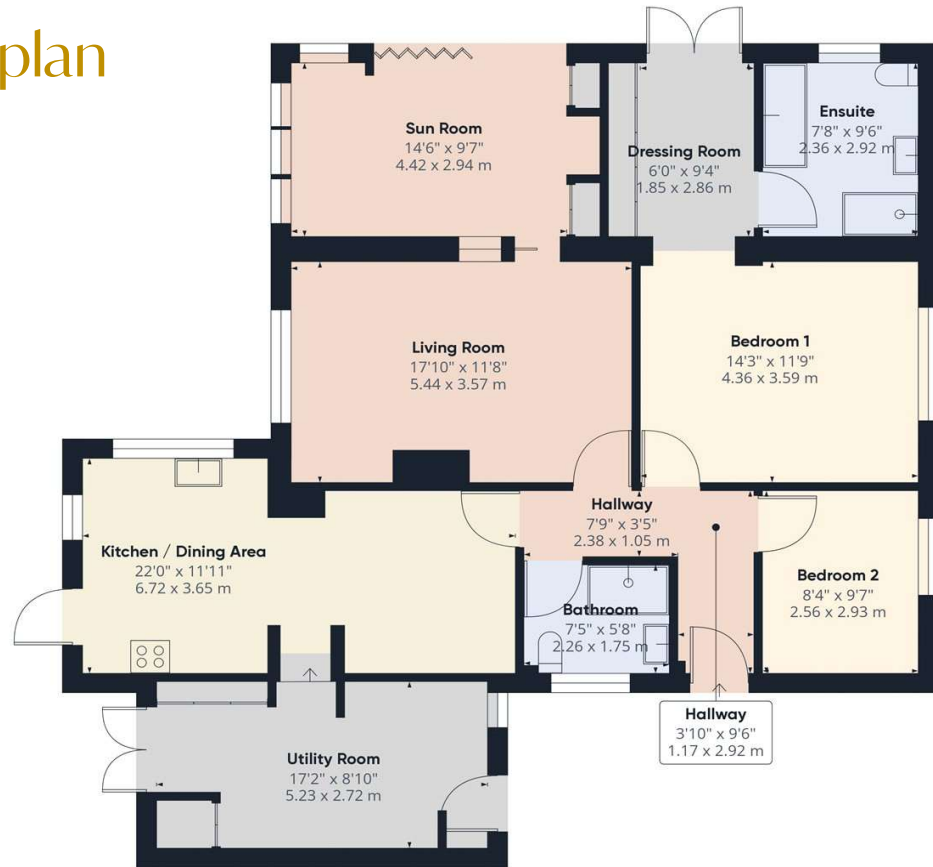 plan
Sun Room
14'6" x 9'7"
4.42 x 2.94 m
Dressing Room
6'0" x 9'4"
1.85 x 2.86 m
Ensuite
7'8" x 9'6"
2.36 x 2.92 m
Living Room
17'10" x 11'8"
5.44 x 3.57 m
Bedroom 1
14'3" x 11'9"
4.36 x 3.59 m
Kitchen / Dining Area
22'0" x 11'11"
6.72 x 3.65 m
Hallway
7'9" x 3'5"
2.38 x 1.05 m
Bathroom
7'5" x 5'8"
2.26 x 1.75 m
Bedroom 2
8'4" x 9'7"
2.56 x 2.93 m
Hallway
3'10" x 9'6"
1.17 x 2.92 m
Utility Room
17'2" x 8'10"
5.23 x 2.72 m